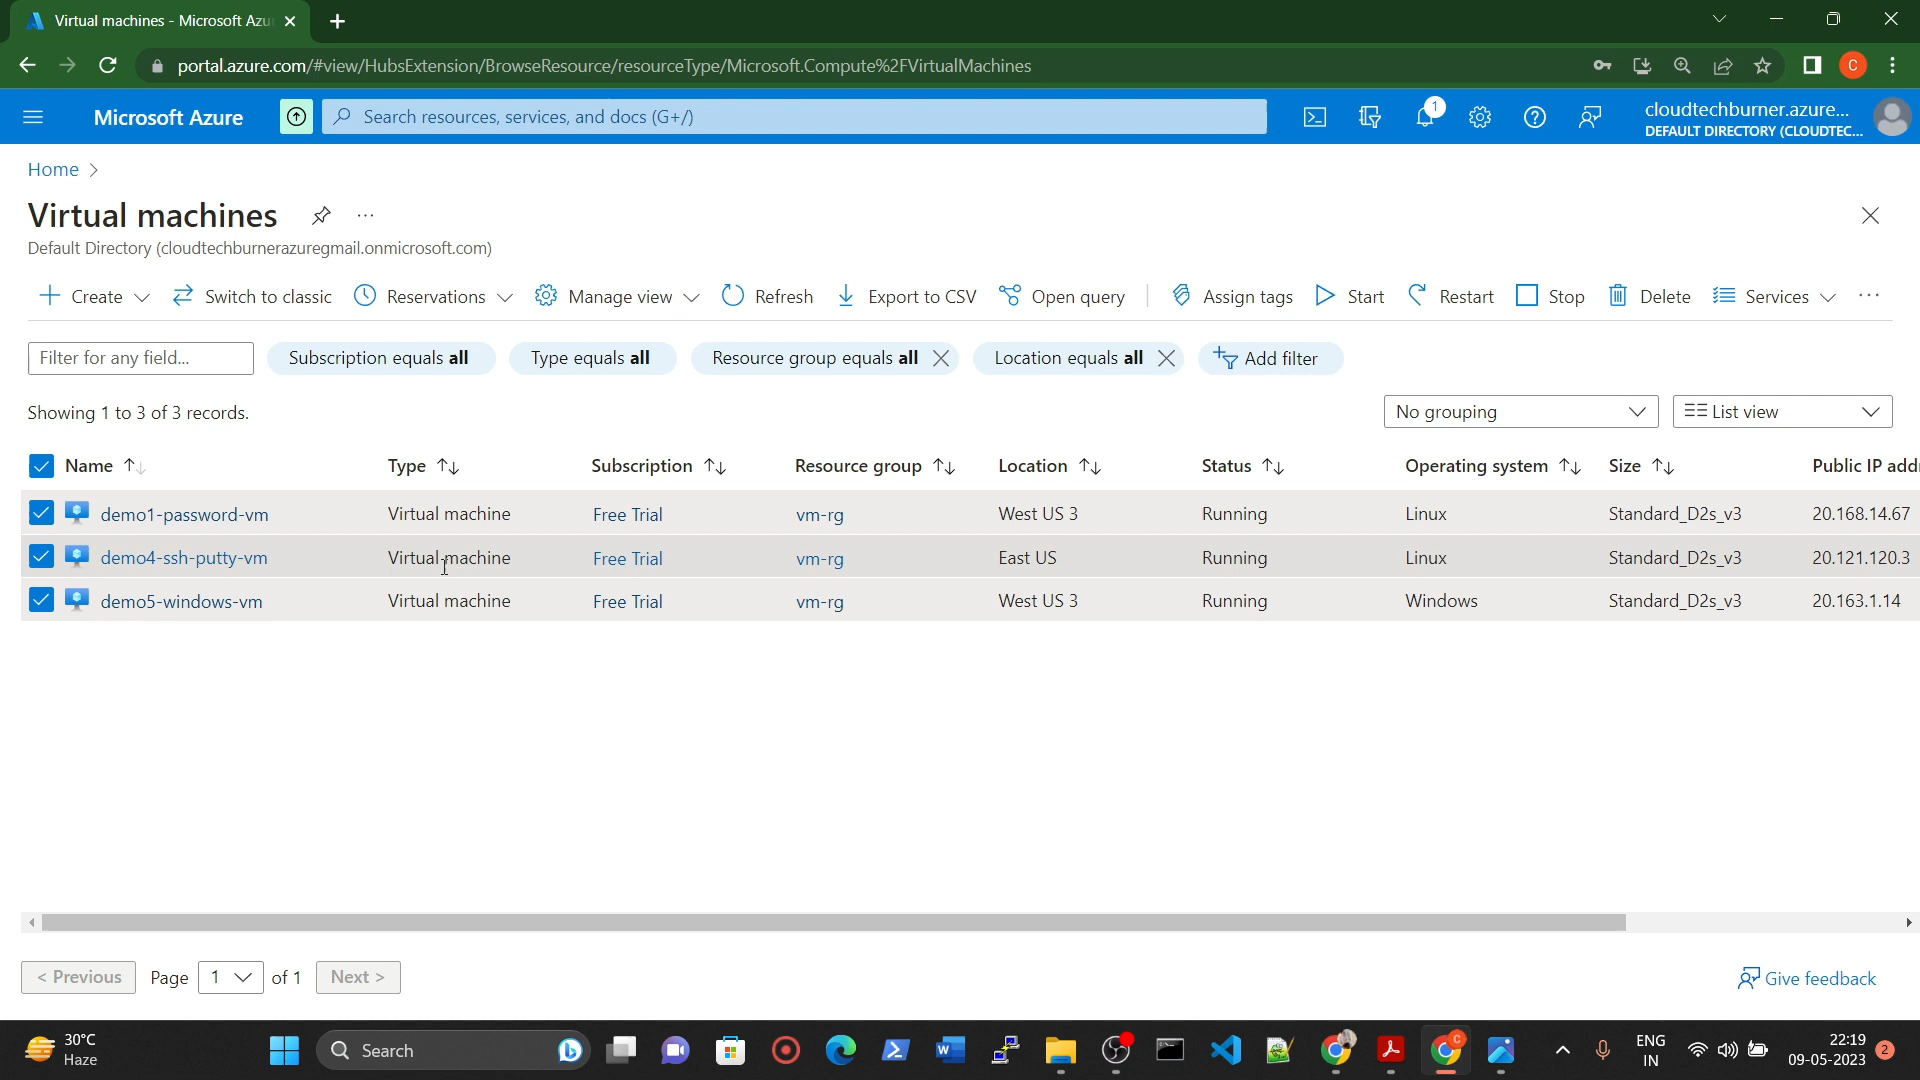 Virtual machines - Microsoft Azu
portal.azure.com/#view/HubsExtension/BrowseResource/resourceType/Microsoft.Compute%2FVirtualMachines
C
Microsoft Azure
Search resources, services, and docs (G+/)
1
cloudtechburner.azure...
DEFAULT DIRECTORY (CLOUDTEC...
Home
Virtual machines
Default Directory (cloudtechburnerazuregmail.onmicrosoft.com)
Create Switch to classic Reservations Manage view Refresh Export to CSV Open query Assign tags Start Restart Stop Delete Services
Filter for any field... Subscription equals all Type equals all Resource group equals all Location equals all Add filter
Showing 1 to 3 of 3 records.
No grouping List view
Name Type Subscription Resource group Location Status Operating system Size Public IP add
demo1-password-vm Virtual machine Free Trial vm-rg West US 3 Running Linux Standard_D2s_v3 20.168.14.67
demo4-ssh-putty-vm Virtual machine Free Trial vm-rg East US Running Linux Standard_D2s_v3 20.121.120.3
demo5-windows-vm Virtual machine Free Trial vm-rg West US 3 Running Windows Standard_D2s_v3 20.163.1.14
< Previous Page 1 of 1 Next >
Give feedback
30°C
Haze
Search
ENG
IN
22:19
09-05-2023
2